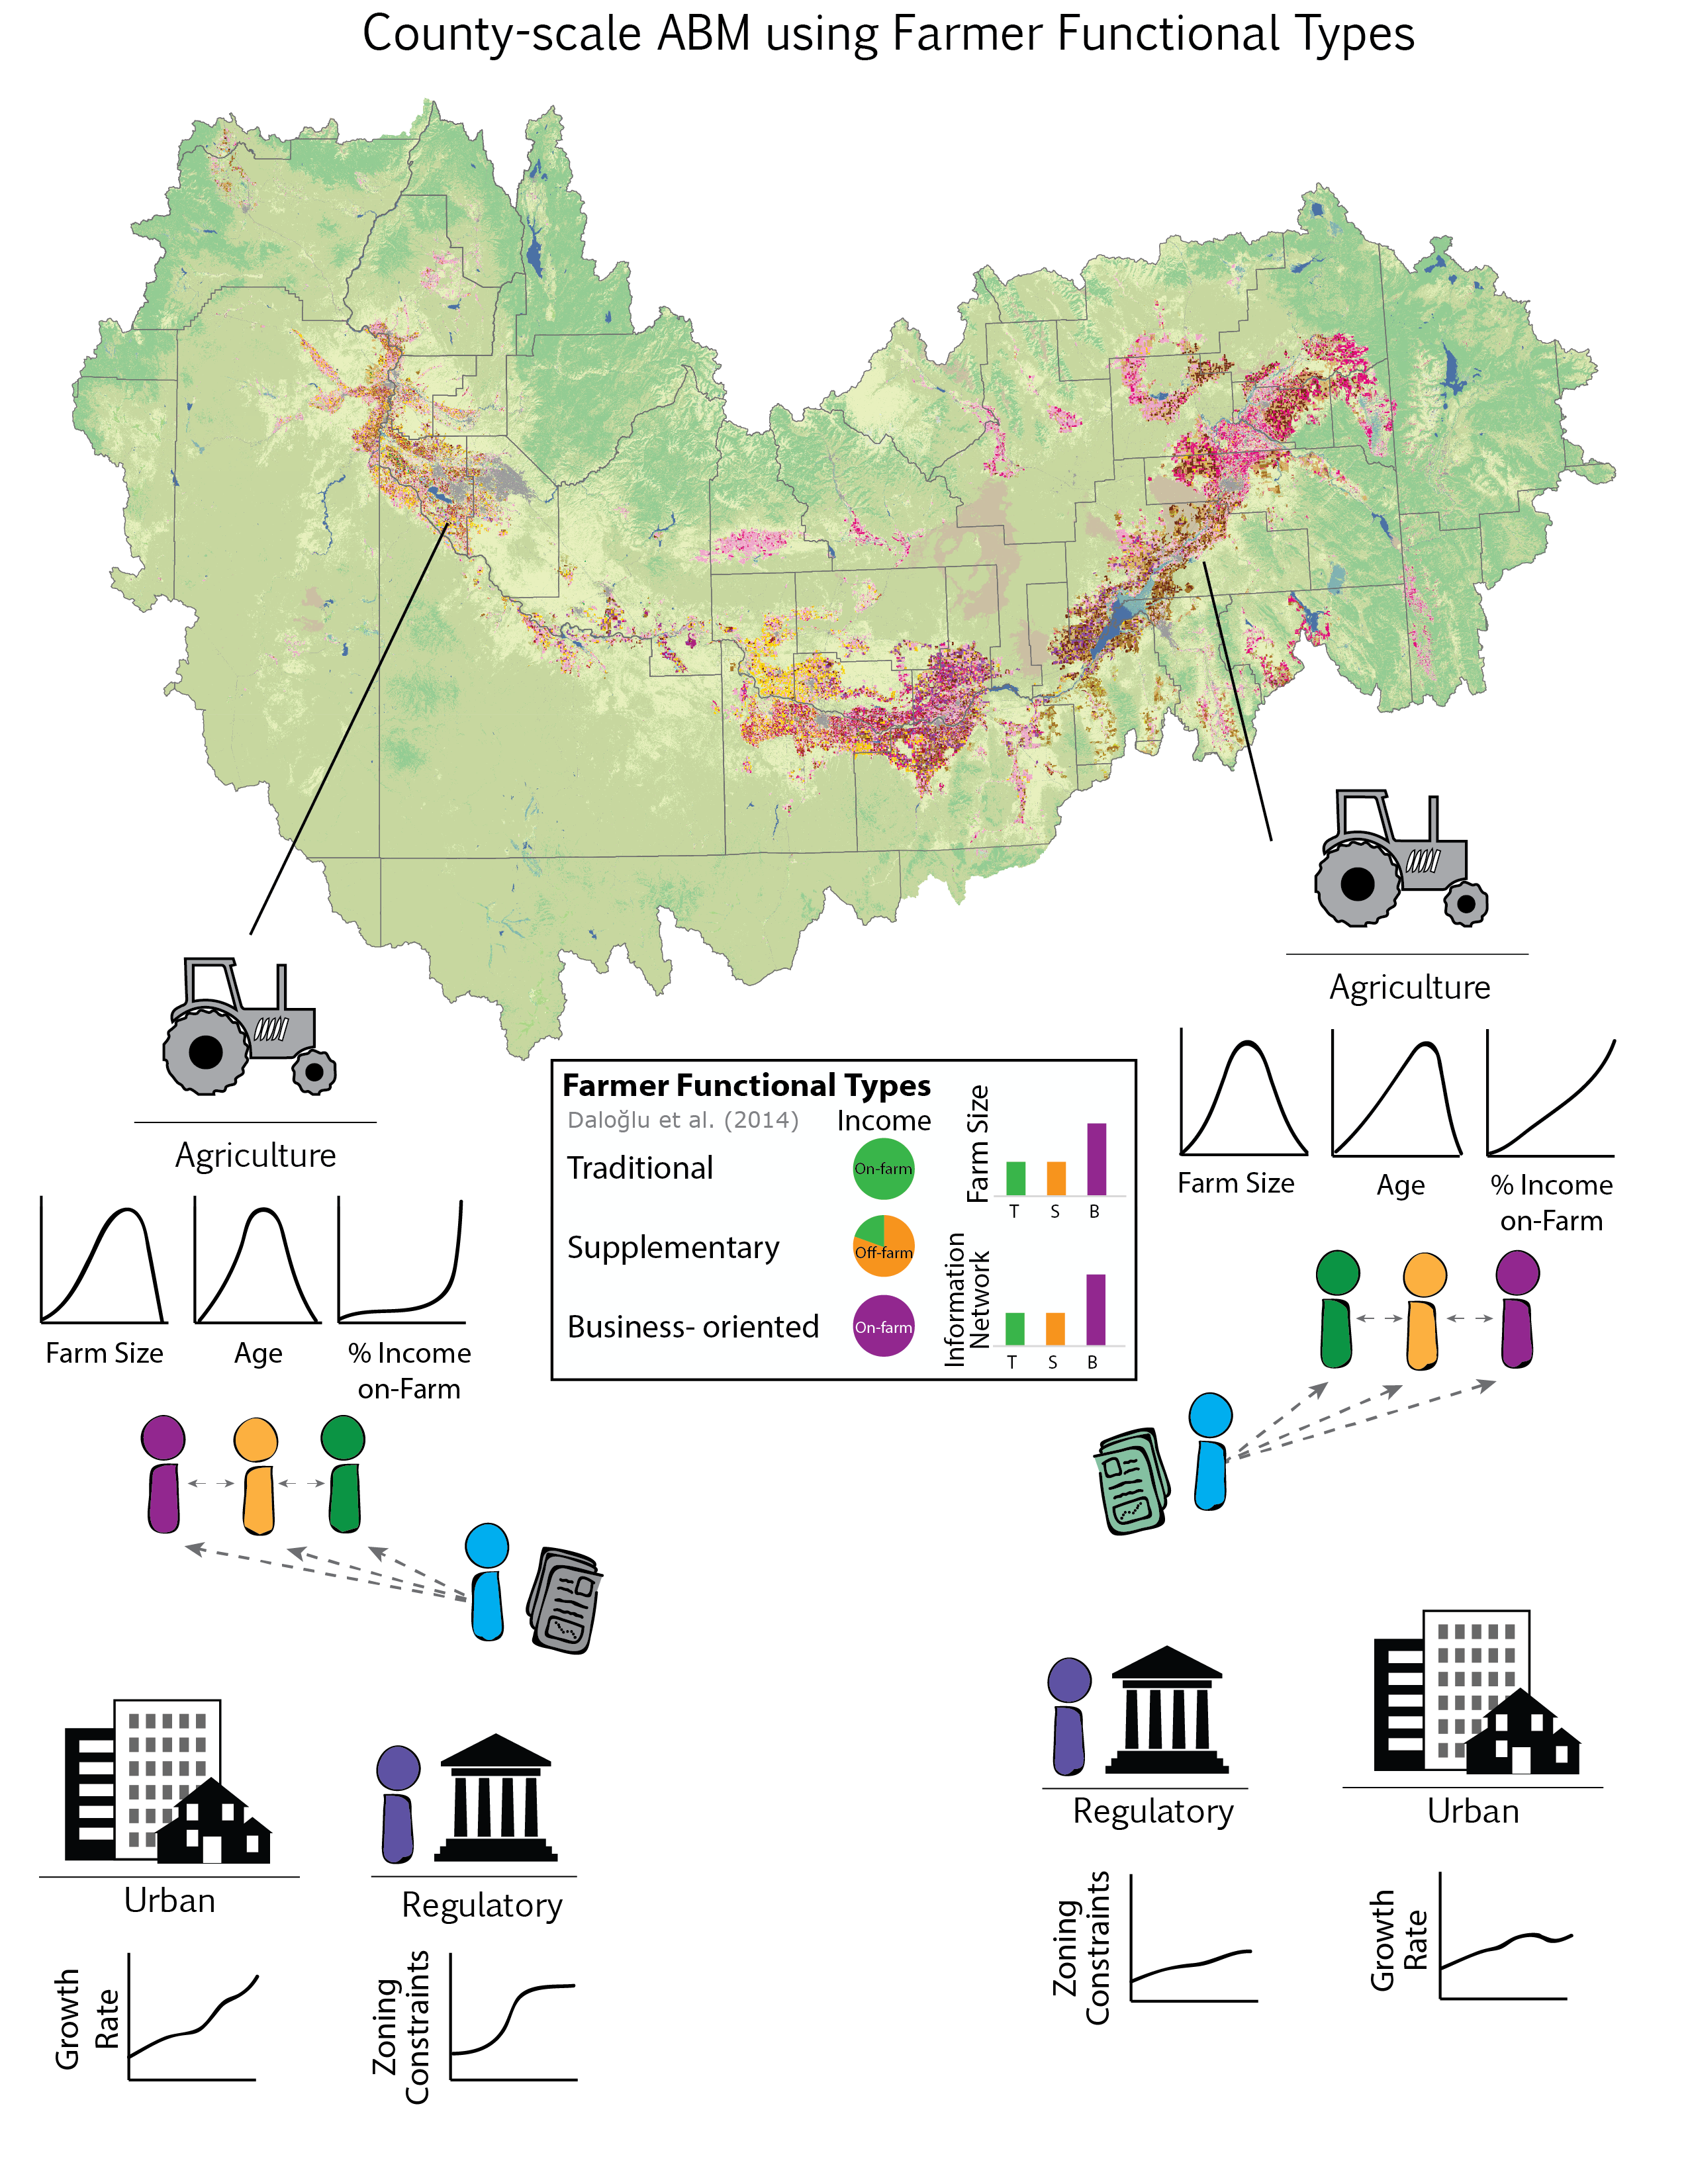 County-scale ABM using Farmer Functional Types
Agriculture
Farm Size
Age
% Income
on-Farm
Agriculture
Farm Size
Age
% Income
on-Farm
Farmer Functional Types
Daloğlu et al. (2014)
Income
Traditional
On-farm
Supplementary
Off-farm
Business- oriented
On-farm
Farm Size
T S B
Information
Network
T S B
Urban
Growth
Rate
Regulatory
Zoning
Constraints
Regulatory
Zoning
Constraints
Urban
Growth
Rate